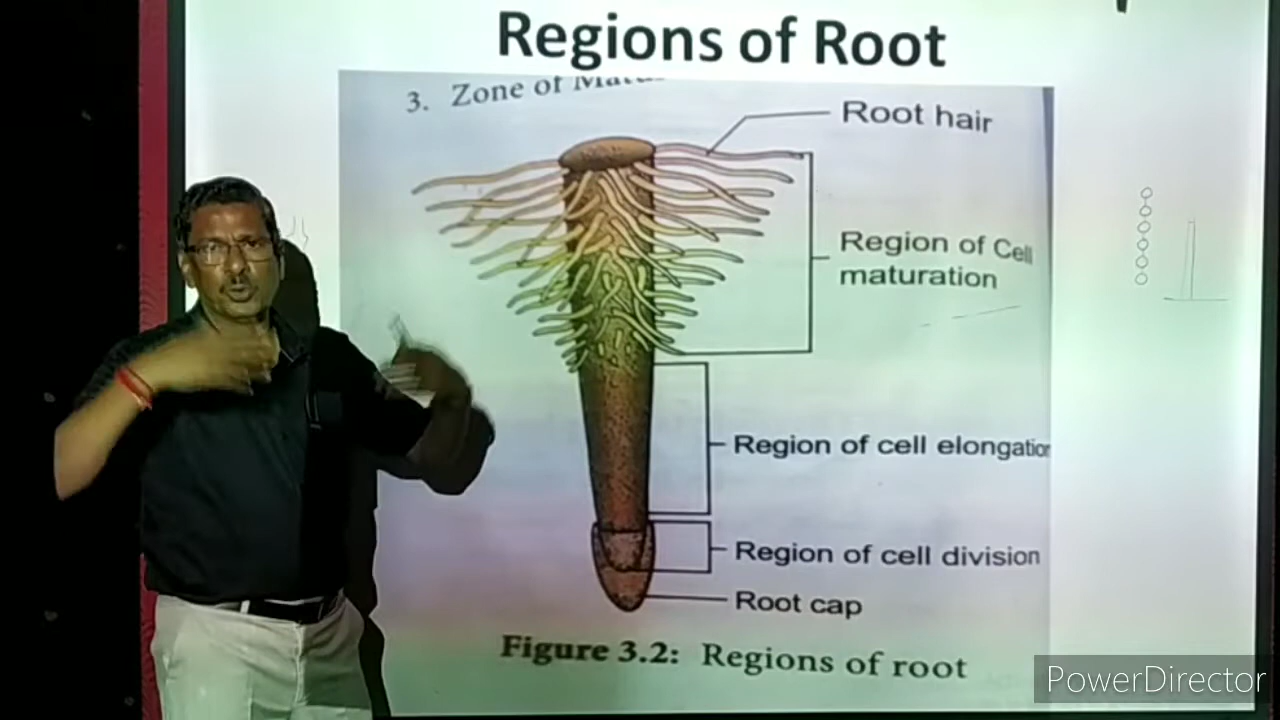 Regions of Root
3. Zone of
Root hair
Region of Cell
maturation
Region of cell elongation
Region of cell division
Root cap
Figure 3.2: Regions of root
PowerDirector